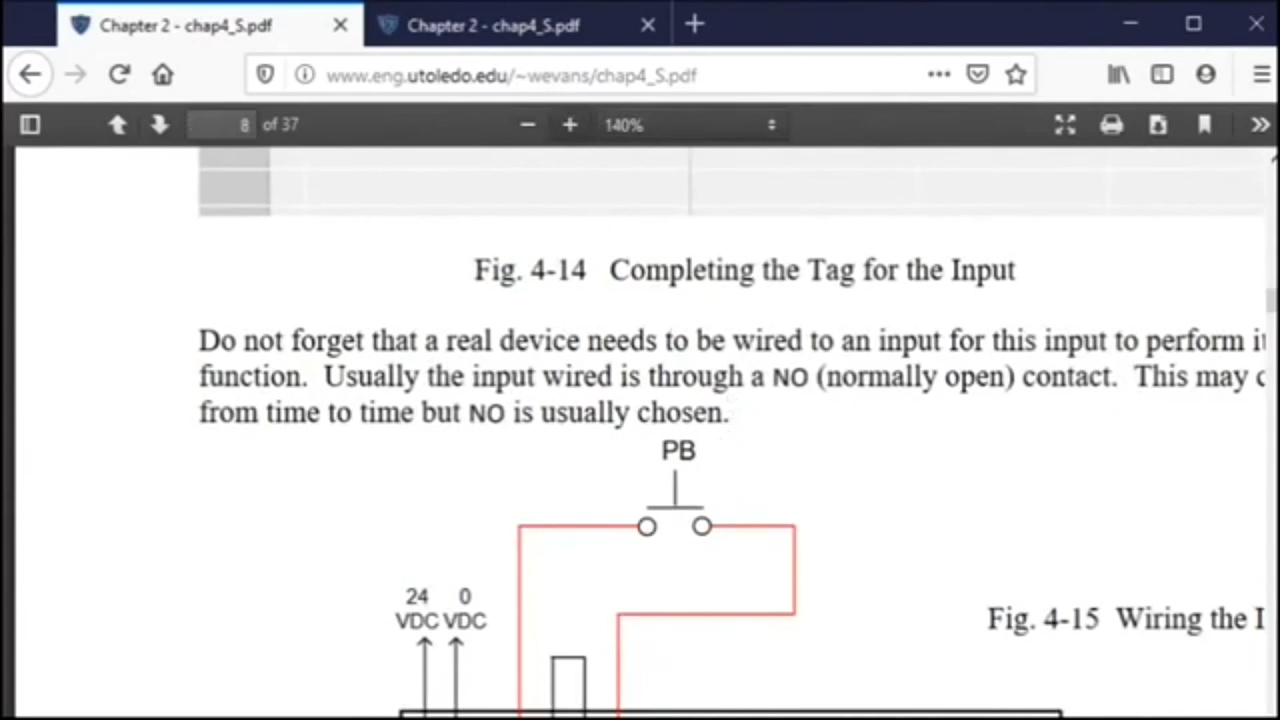 Chapter 2 - chap4_S.pdf
Chapter 2 - chap4_S.pdf
www.eng.utoledo.edu/~wevans/chap4_S.pdf
8 of 37
140%
Fig. 4-14 Completing the Tag for the Input
Do not forget that a real device needs to be wired to an input for this input to perform it
function. Usually the input wired is through a NO (normally open) contact. This may
from time to time but NO is usually chosen.
PB
24 0
VDC VDC
Fig. 4-15 Wiring the I